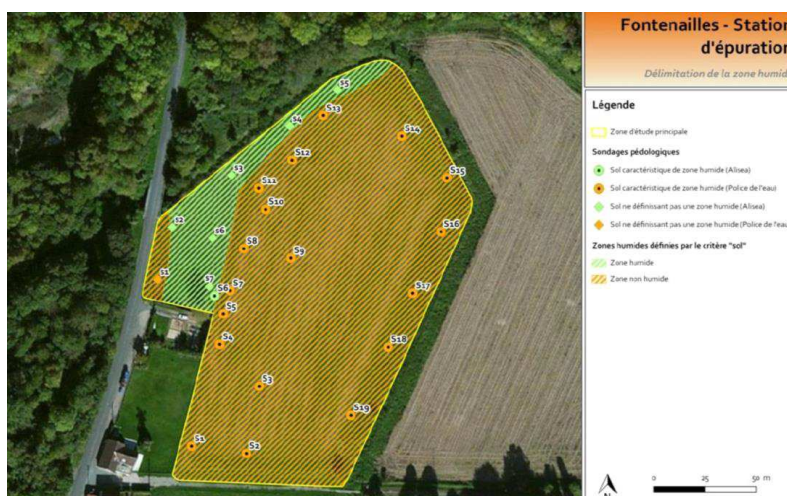 Fontenailles - Station
d'épuration
Délimitation de la zone humid
Légende
Zone d'étude principale
Sondages pédologiques
Sol caractéristique de zone humide (Alisea)
Sol caractéristique de zone humide (Police de l'eau)
Sol ne définissant pas une zone humide (Alisea)
Sol ne définissant pas une zone humide (Police de l'eau
Zones humides définies par le critère "sol"
Zone humide
Zone non humide
0 25 50 m
N
s5
S13
s4
S14
S12
s3
S15
S11
S10
s2
s6
S16
S8
S9
s1
s7
S7
S6
S17
S5
S4
S18
S3
S19
S1
S2